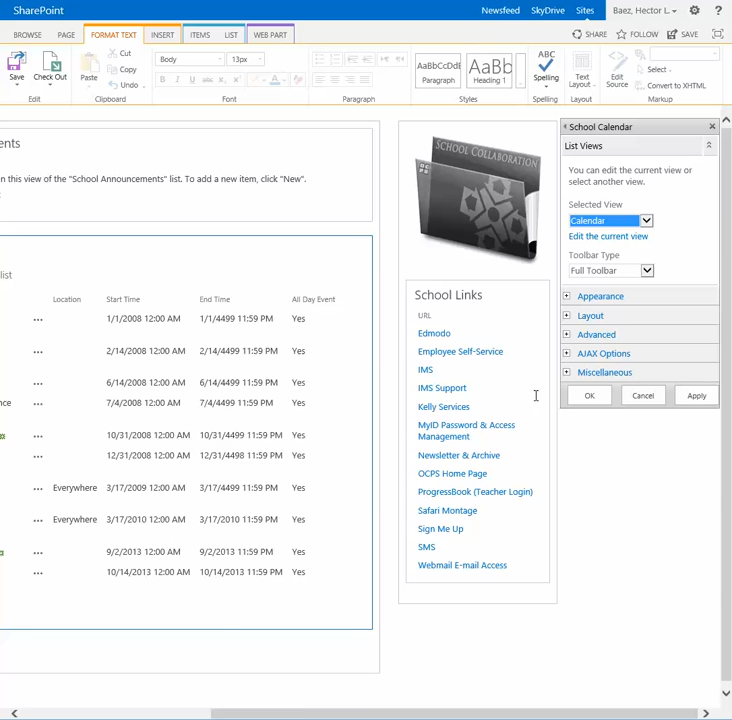 SharePoint
Newsfeed SkyDrive Sites Baez, Hector L. ?
BROWSE PAGE FORMAT TEXT INSERT ITEMS LIST WEB PART SHARE FOLLOW SAVE
Save Check Out Paste Cut Copy Undo
Body 13px
B I U abc x₂ x² A
AaBbCcDdE Paragraph AaBb Heading 1
ABC Spelling Text Layout Edit Source Select Convert to XHTML
Edit Clipboard Font Paragraph Styles Spelling Layout Markup
ents
n this view of the "School Announcements" list. To add a new item, click "New".
list
Location Start Time End Time All Day Event
... 1/1/2008 12:00 AM 1/1/4499 11:59 PM Yes
... 2/14/2008 12:00 AM 2/14/4499 11:59 PM Yes
... 6/14/2008 12:00 AM 6/14/4499 11:59 PM Yes
nce ... 7/4/2008 12:00 AM 7/4/4499 11:59 PM Yes
... 10/31/2008 12:00 AM 10/31/4499 11:59 PM Yes
... 12/31/2008 12:00 AM 12/31/4498 11:59 PM Yes
... Everywhere 3/17/2009 12:00 AM 3/17/4499 11:59 PM Yes
... Everywhere 3/17/2010 12:00 AM 3/17/4499 11:59 PM Yes
... 9/2/2013 12:00 AM 9/2/2013 11:59 PM Yes
... 10/14/2013 12:00 AM 10/14/2013 11:59 PM Yes
SCHOOL COLLABORATION
School Links
URL
Edmodo
Employee Self-Service
IMS
IMS Support
Kelly Services
MyID Password & Access
Management
Newsletter & Archive
OCPS Home Page
ProgressBook (Teacher Login)
Safari Montage
Sign Me Up
SMS
Webmail E-mail Access
School Calendar
List Views
You can edit the current view or
select another view.
Selected View
Calendar
Edit the current view
Toolbar Type
Full Toolbar
Appearance
Layout
Advanced
AJAX Options
Miscellaneous
OK Cancel Apply